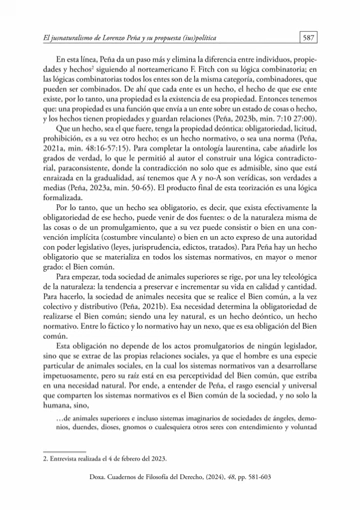 El jusnaturalismo de Lorenzo Peña y su propuesta (ius)política
587
En esta línea, Peña da un paso más y elimina la diferencia entre individuos, propie-
dades y hechos² siguiendo al norteamericano F. Fitch con su lógica combinatoria; en
las lógicas combinatorias todos los entes son de la misma categoría, combinadores, que
pueden ser combinados. De ahí que cada ente es un hecho, el hecho de que ese ente
existe, por lo tanto, una propiedad es la existencia de esa propiedad. Entonces tenemos
que: una propiedad es una función que envía a un ente sobre un estado de cosas o hecho,
y los hechos tienen propiedades y guardan relaciones (Peña, 2023b, min. 7:10 27:00).
Que un hecho, sea el que fuere, tenga la propiedad deóntica: obligatoriedad, licitud,
prohibición, es a su vez otro hecho; es un hecho normativo, o sea una norma (Peña,
2021a, min. 48:16-57:15). Para completar la ontología laurentina, cabe añadirle los
grados de verdad, lo que le permitió al autor el construir una lógica contradicto-
rial, paraconsistente, donde la contradicción no solo que es admisible, sino que está
enraizada en la gradualidad, así tenemos que A y no-A son verídicas, son verdades a
medias (Peña, 2023a, min. 50-65). El producto final de esta teorización es una lógica
formalizada.
Por lo tanto, que un hecho sea obligatorio, es decir, que exista efectivamente la
obligatoriedad de ese hecho, puede venir de dos fuentes: o de la naturaleza misma de
las cosas o de un promulgamiento, que a su vez puede consistir o bien en una con-
vención implícita (costumbre vinculante) o bien en un acto expreso de una autoridad
con poder legislativo (leyes, jurisprudencia, edictos, tratados). Para Peña hay un hecho
obligatorio que se materializa en todos los sistemas normativos, en mayor o menor
grado: el Bien común.
Para empezar, toda sociedad de animales superiores se rige, por una ley teleológica
de la naturaleza: la tendencia a preservar e incrementar su vida en calidad y cantidad.
Para hacerlo, la sociedad de animales necesita que se realice el Bien común, a la vez
colectivo y distributivo (Peña, 2021b). Esa necesidad determina la obligatoriedad de
realizarse el Bien común; siendo una ley natural, es un hecho deóntico, un hecho
normativo. Entre lo fáctico y lo normativo hay un nexo, que es esa obligación del Bien
común.
Esta obligación no depende de los actos promulgatorios de ningún legislador,
sino que se extrae de las propias relaciones sociales, ya que el hombre es una especie
particular de animales sociales, en la cual los sistemas normativos van a desarrollarse
impetuosamente, pero su raíz está en esa perceptividad del Bien común, que estriba
en una necesidad natural. Por ende, a entender de Peña, el rasgo esencial y universal
que comparten los sistemas normativos es el Bien común de la sociedad, y no solo la
humana, sino,
…de animales superiores e incluso sistemas imaginarios de sociedades de ángeles, demo-
nios, duendes, dioses, gnomos o cualesquiera otros seres con entendimiento y voluntad
2. Entrevista realizada el 4 de febrero del 2023.
Doxa. Cuadernos de Filosofía del Derecho, (2024), 48, pp. 581-603